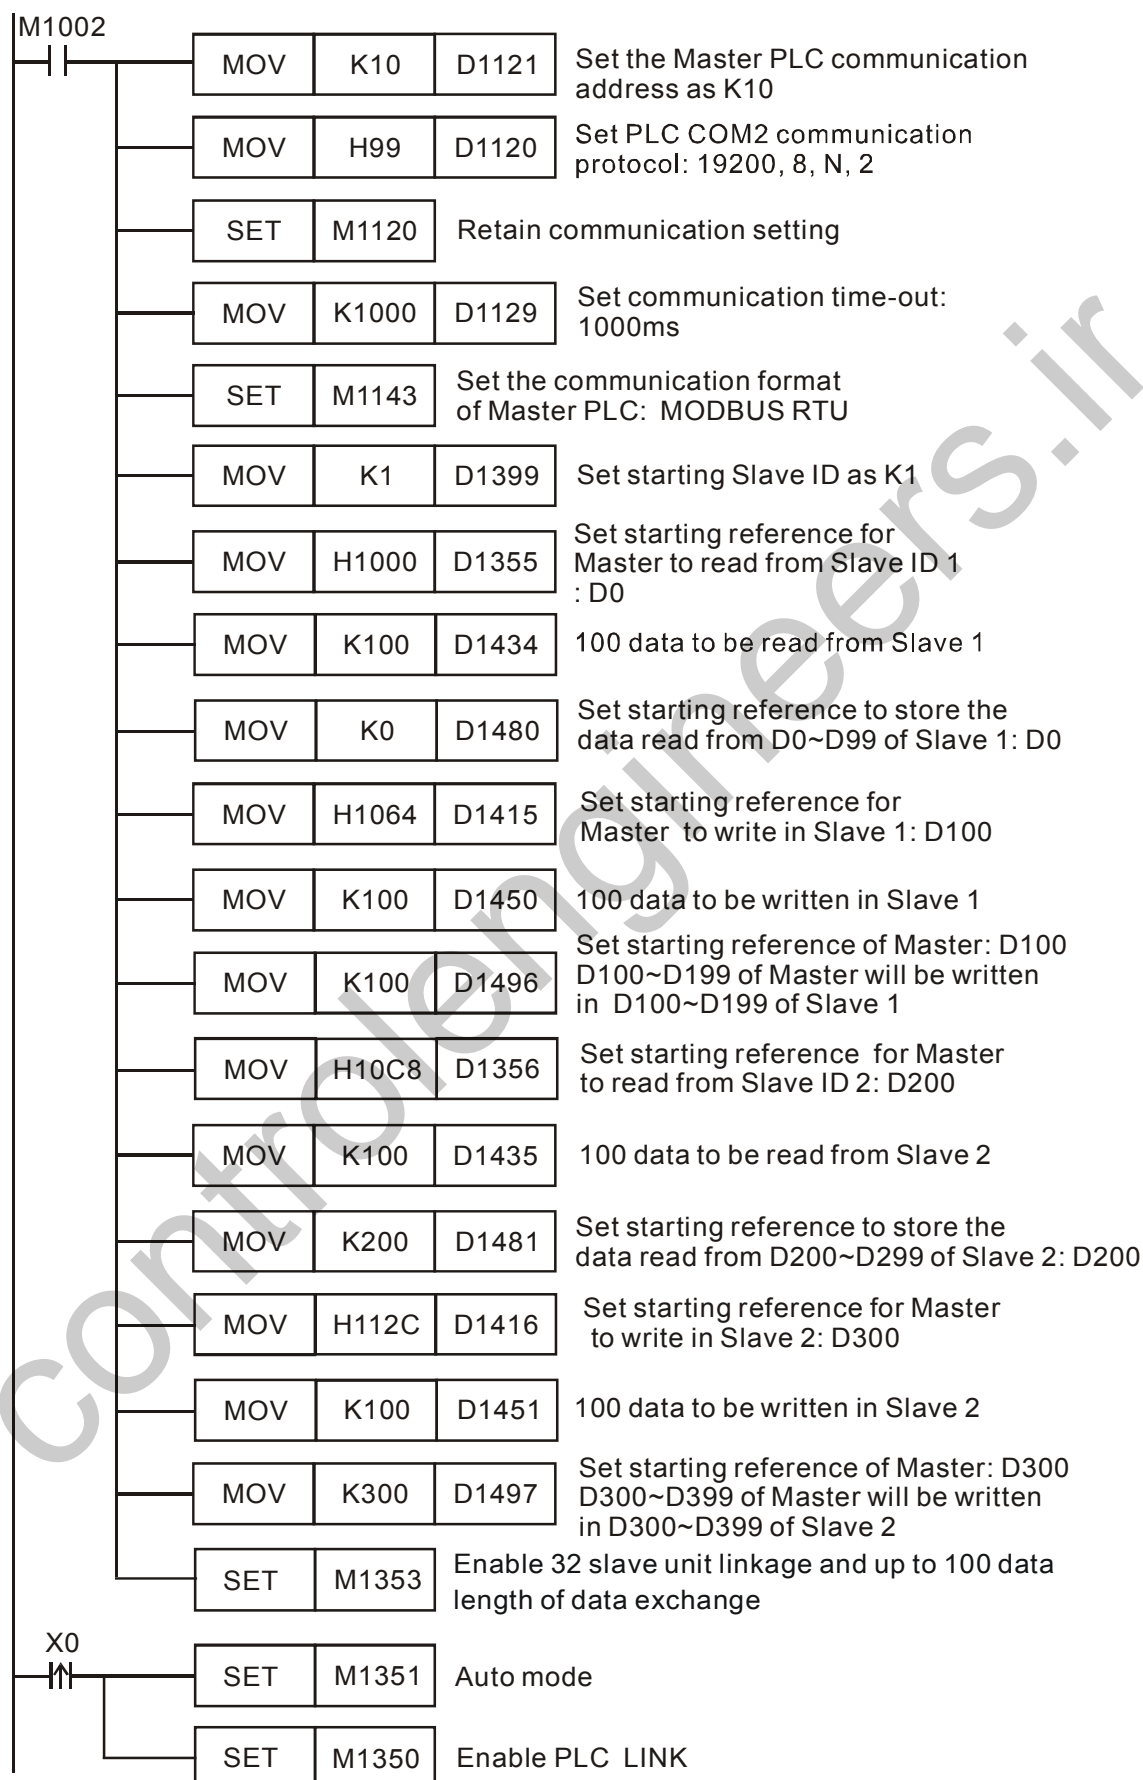 M1002
MOV K10 D1121 Set the Master PLC communication
address as K10
MOV H99 D1120 Set PLC COM2 communication
protocol: 19200, 8, N, 2
SET M1120 Retain communication setting
MOV K1000 D1129 Set communication time-out:
1000ms
SET M1143 Set the communication format
of Master PLC: MODBUS RTU
MOV K1 D1399 Set starting Slave ID as K1
MOV H1000 D1355 Set starting reference for
Master to read from Slave ID 1
: D0
MOV K100 D1434 100 data to be read from Slave 1
MOV K0 D1480 Set starting reference to store the
data read from D0~D99 of Slave 1: D0
MOV H1064 D1415 Set starting reference for
Master to write in Slave 1: D100
MOV K100 D1450 100 data to be written in Slave 1
MOV K100 D1496 Set starting reference of Master: D100
D100~D199 of Master will be written
in D100~D199 of Slave 1
MOV H10C8 D1356 Set starting reference for Master
to read from Slave ID 2: D200
MOV K100 D1435 100 data to be read from Slave 2
MOV K200 D1481 Set starting reference to store the
data read from D200~D299 of Slave 2: D200
MOV H112C D1416 Set starting reference for Master
to write in Slave 2: D300
MOV K100 D1451 100 data to be written in Slave 2
MOV K300 D1497 Set starting reference of Master: D300
D300~D399 of Master will be written
in D300~D399 of Slave 2
SET M1353 Enable 32 slave unit linkage and up to 100 data
length of data exchange
X0
SET M1351 Auto mode
SET M1350 Enable PLC LINK
controlengineers.ir